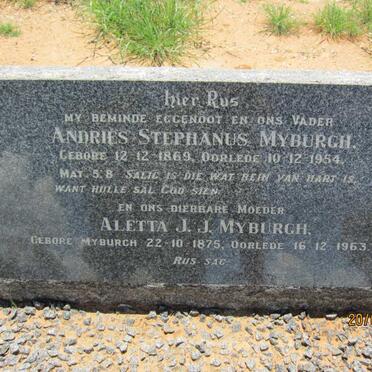 Hier Rus
MY BEMINDE EGGENOOT EN ONS VADER
ANDRIES STEPHANUS MYBURGH.
GEBORE 12-12-1869, OORLEDE 10-12-1954.
MAT. 5.8 SALIG IS DIE WAT REIN VAN HART IS,
WANT HULLE SAL GOD SIEN.
EN ONS DIERBARE MOEDER
ALETTA J. J. MYBURGH.
GEBORE MYBURGH 22-10-1875, OORLEDE 16-12-1963.
RUS SAG
20/